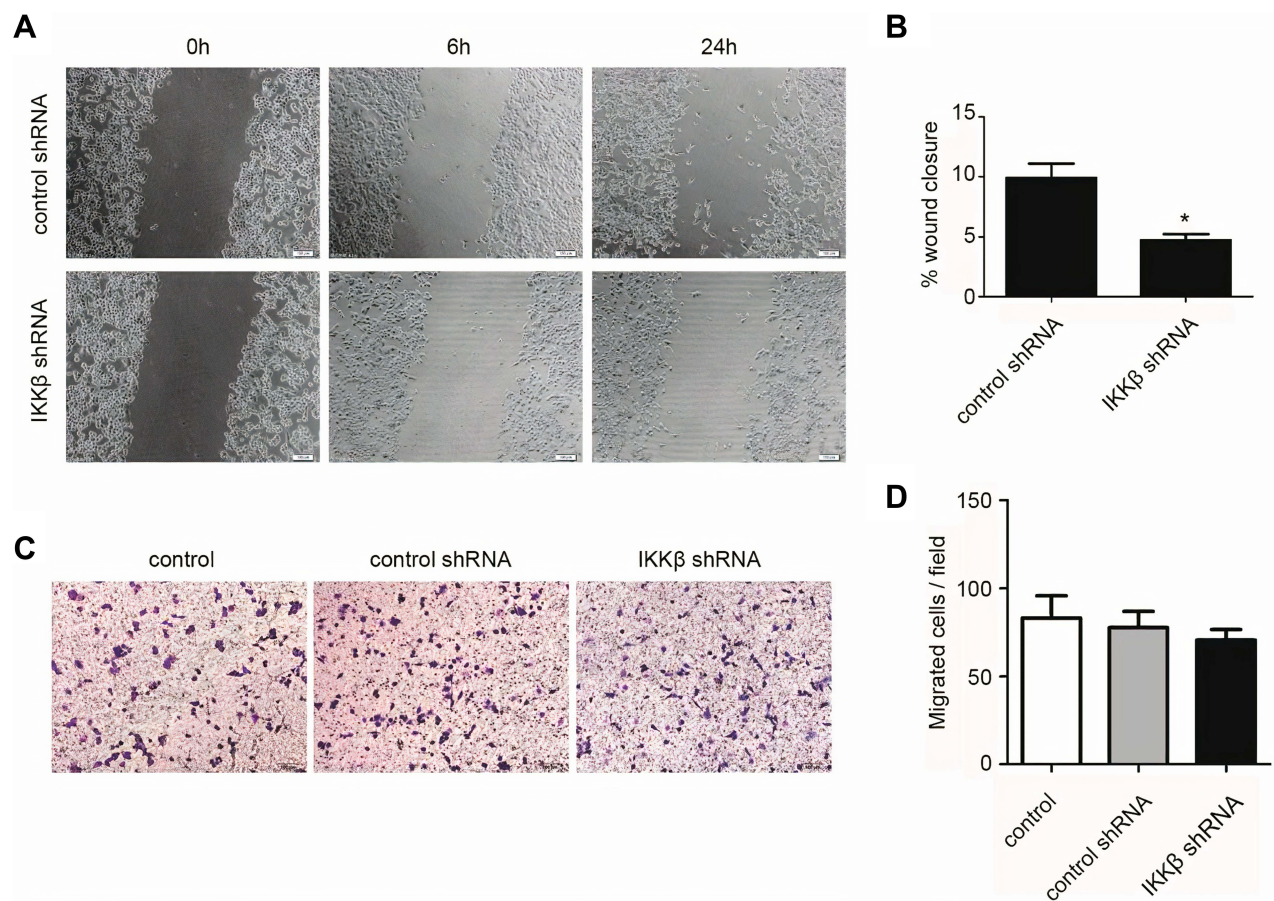 A
0h 6h 24h
control shRNA
IKKβ shRNA
B
15
10
5
0
% wound closure
*
control shRNA
IKKβ shRNA
C
control control shRNA IKKβ shRNA
D
150
100
50
0
Migrated cells / field
control
control shRNA
IKKβ shRNA